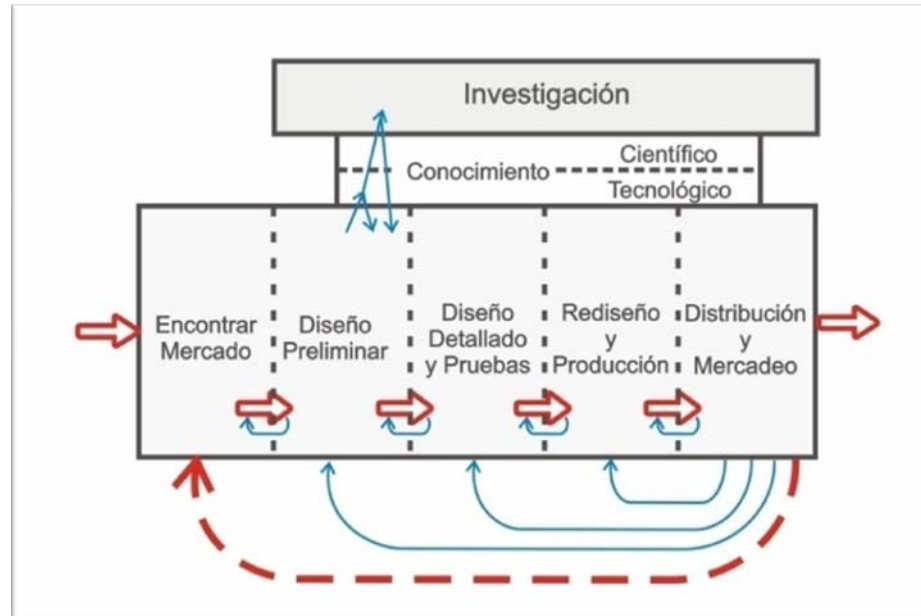 Investigación
Conocimiento
Científico
Tecnológico
Encontrar
Mercado
Diseño
Preliminar
Diseño
Detallado
y Pruebas
Rediseño
y
Producción
Distribución
y
Mercadeo